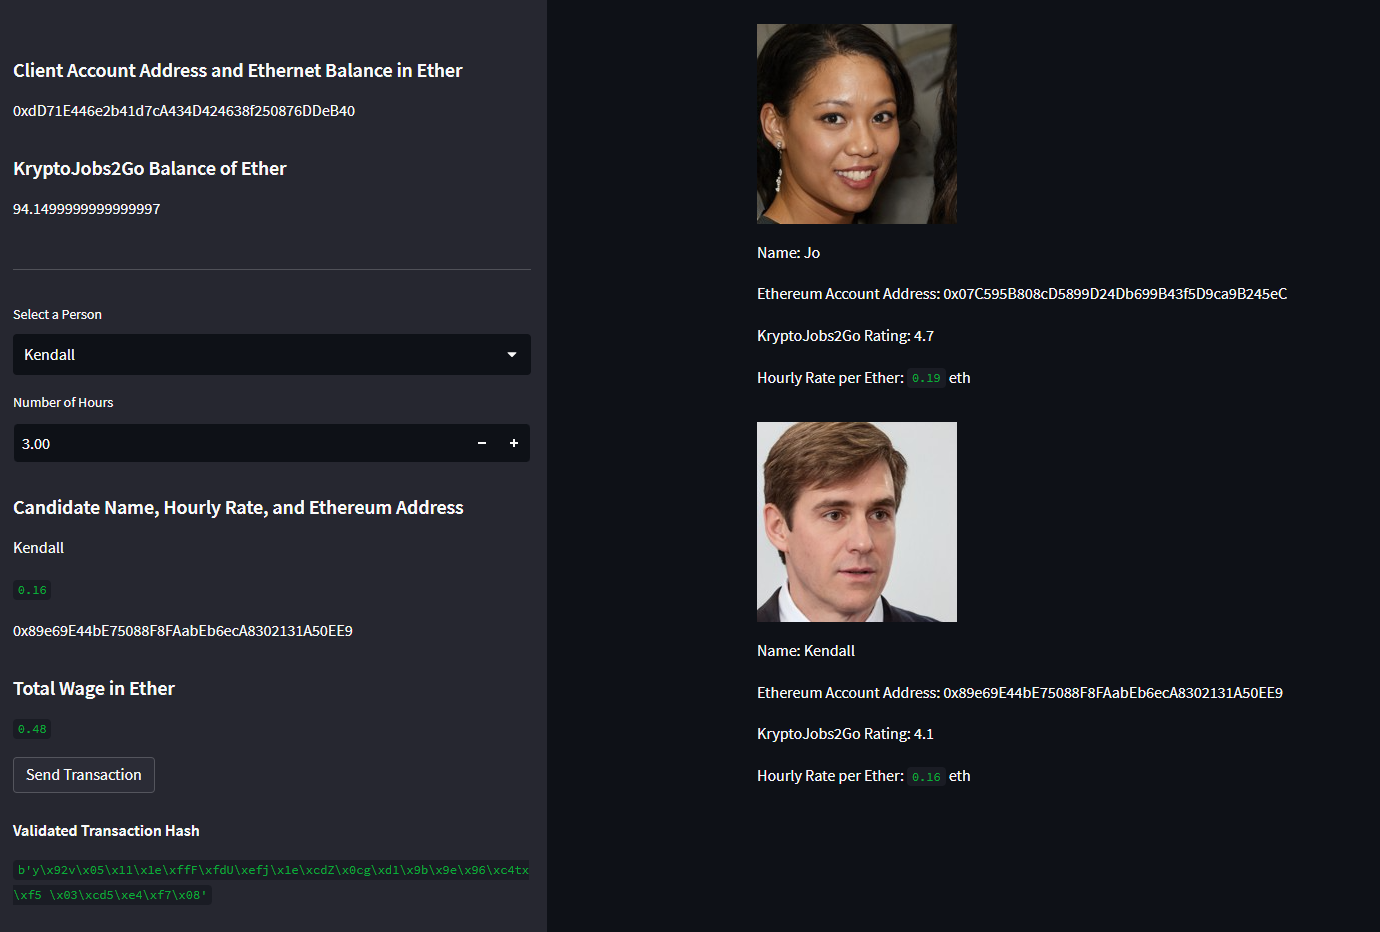 Client Account Address and Ethernet Balance in Ether
0xdD71E446e2b41d7cA434D424638f250876DDeB40
KryptoJobs2Go Balance of Ether
94.1499999999999997
Select a Person
Kendall
Number of Hours
3.00
Candidate Name, Hourly Rate, and Ethereum Address
Kendall
0.16
0x89e69E44bE75088F8FAabEb6ecA8302131A50EE9
Total Wage in Ether
0.48
Send Transaction
Validated Transaction Hash
b'y\x92v\x05\x11\x1e\xffF\xfdU\xefj\x1e\xcdZ\x0cg\xd1\x9b\x9e\x96\xc4tx
\xf5 \x03\xcd5\xe4\xf7\x08'
Name: Jo
Ethereum Account Address: 0x07C595B808cD5899D24Db699B43f5D9ca9B245eC
KryptoJobs2Go Rating: 4.7
Hourly Rate per Ether: 0.19 eth
Name: Kendall
Ethereum Account Address: 0x89e69E44bE75088F8FAabEb6ecA8302131A50EE9
KryptoJobs2Go Rating: 4.1
Hourly Rate per Ether: 0.16 eth